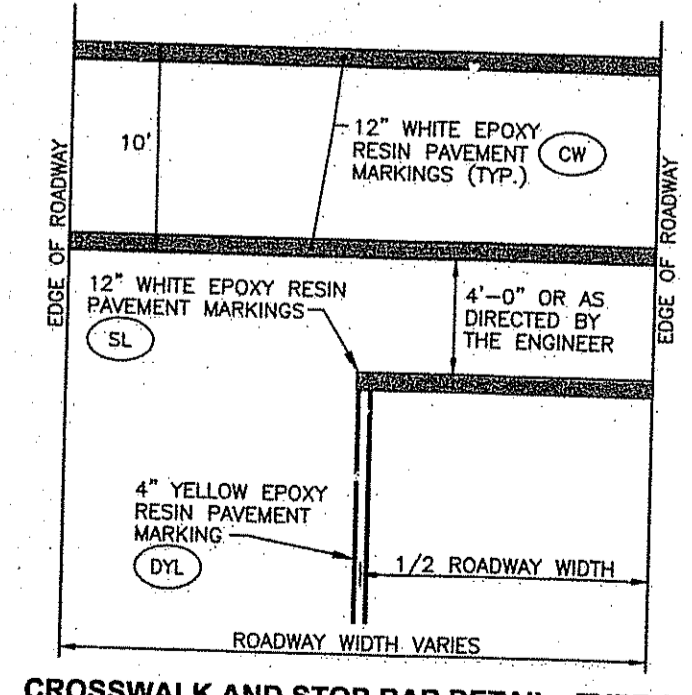 10'
12" WHITE EPOXY
RESIN PAVEMENT
MARKINGS (TYP.)
CW
EDGE OF ROADWAY
EDGE OF ROADWAY
12" WHITE EPOXY RESIN
PAVEMENT MARKINGS
SL
4'-0" OR AS
DIRECTED BY
THE ENGINEER
4" YELLOW EPOXY
RESIN PAVEMENT
MARKING
DYL
1/2 ROADWAY WIDTH
ROADWAY WIDTH VARIES
CROSSWALK AND STOP BAR DETAIL